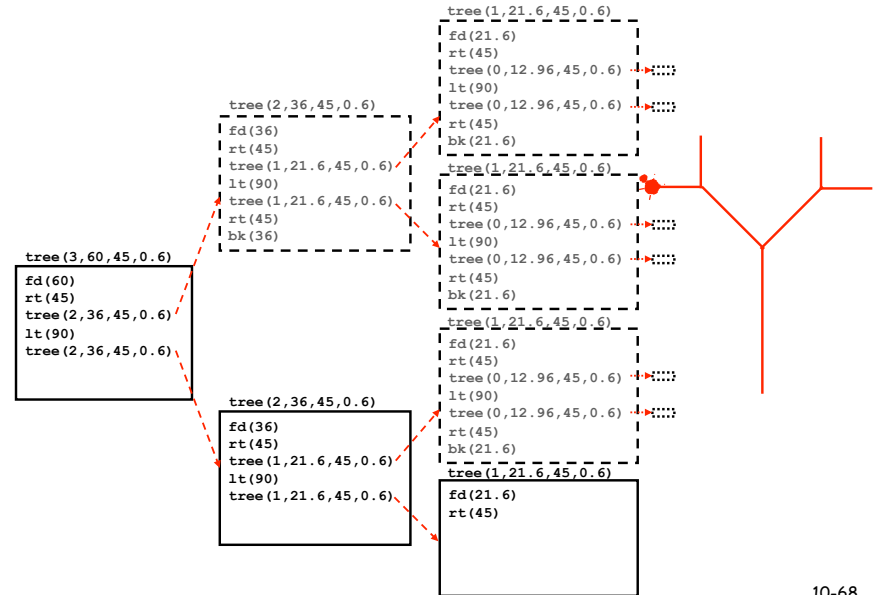 tree(3,60,45,0.6)
fd(60)
rt(45)
tree(2,36,45,0.6)
lt(90)
tree(2,36,45,0.6)
tree(2,36,45,0.6)
fd(36)
rt(45)
tree(1,21.6,45,0.6)
lt(90)
tree(1,21.6,45,0.6)
rt(45)
bk(36)
tree(2,36,45,0.6)
fd(36)
rt(45)
tree(1,21.6,45,0.6)
lt(90)
tree(1,21.6,45,0.6)
tree(1,21.6,45,0.6)
fd(21.6)
rt(45)
tree(0,12.96,45,0.6)
lt(90)
tree(0,12.96,45,0.6)
rt(45)
bk(21.6)
tree(1,21.6,45,0.6)
fd(21.6)
rt(45)
tree(0,12.96,45,0.6)
lt(90)
tree(0,12.96,45,0.6)
rt(45)
bk(21.6)
tree(1,21.6,45,0.6)
fd(21.6)
rt(45)
tree(0,12.96,45,0.6)
lt(90)
tree(0,12.96,45,0.6)
rt(45)
bk(21.6)
tree(1,21.6,45,0.6)
fd(21.6)
rt(45)
10-68